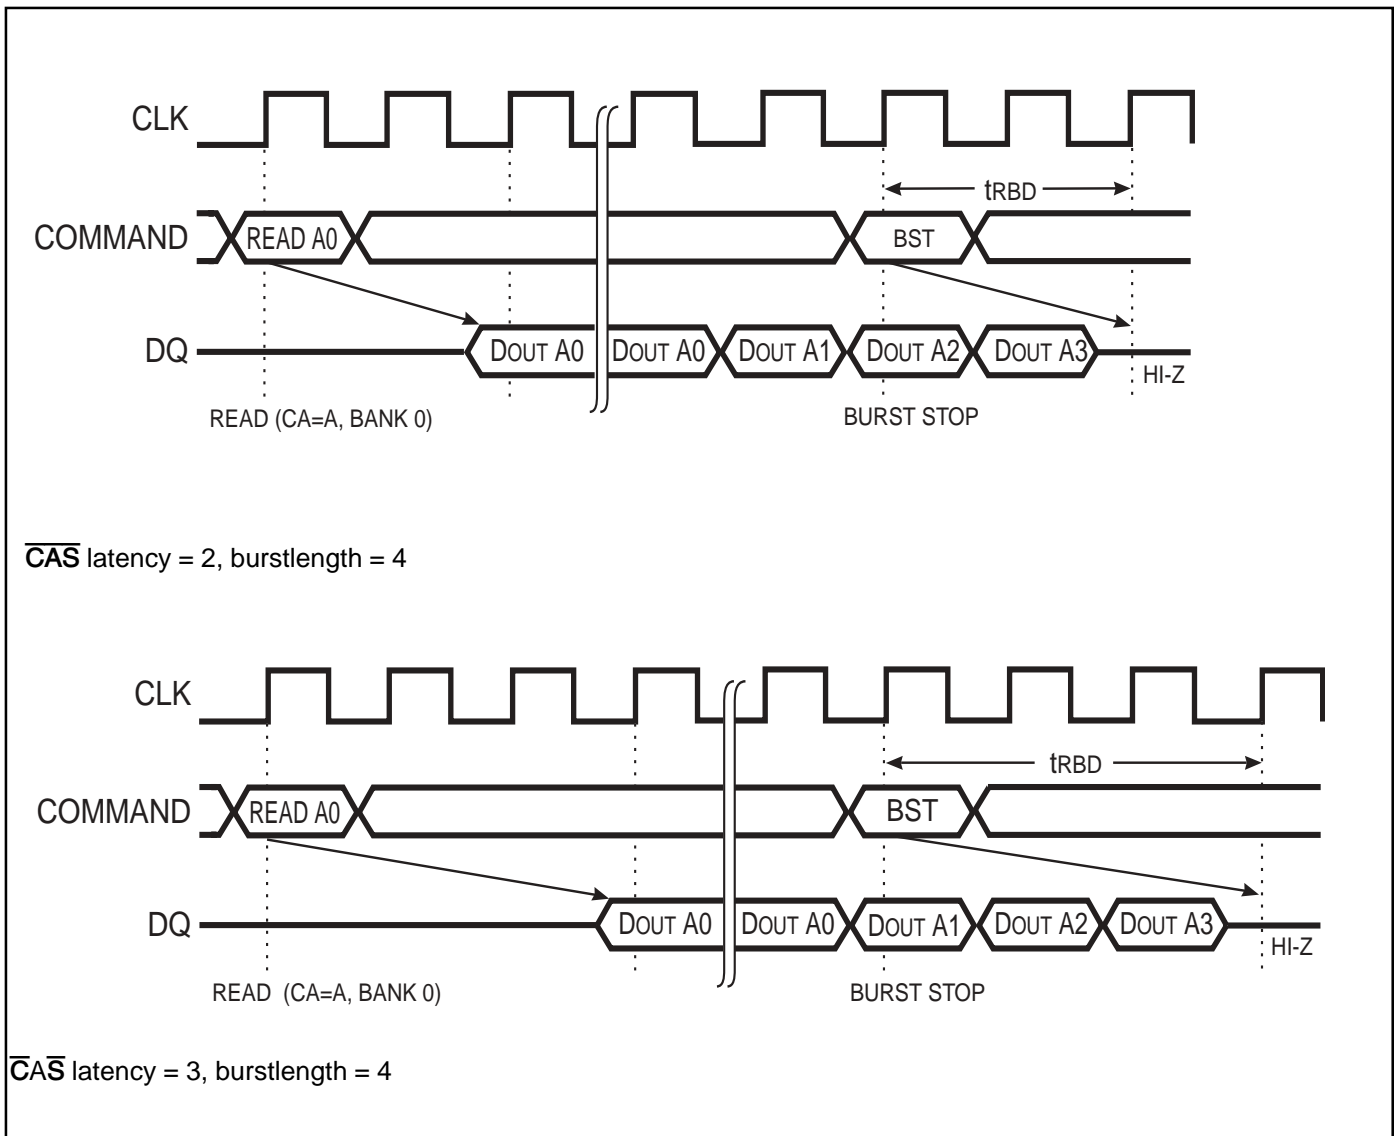 CLK
tRBD
COMMAND READ A0 BST
DQ DOUT A0 DOUT A0 DOUT A1 DOUT A2 DOUT A3
HI-Z
READ (CA=A, BANK 0) BURST STOP
CAS latency = 2, burstlength = 4
CLK
tRBD
COMMAND READ A0 BST
DQ DOUT A0 DOUT A0 DOUT A1 DOUT A2 DOUT A3
HI-Z
READ (CA=A, BANK 0) BURST STOP
CAS latency = 3, burstlength = 4